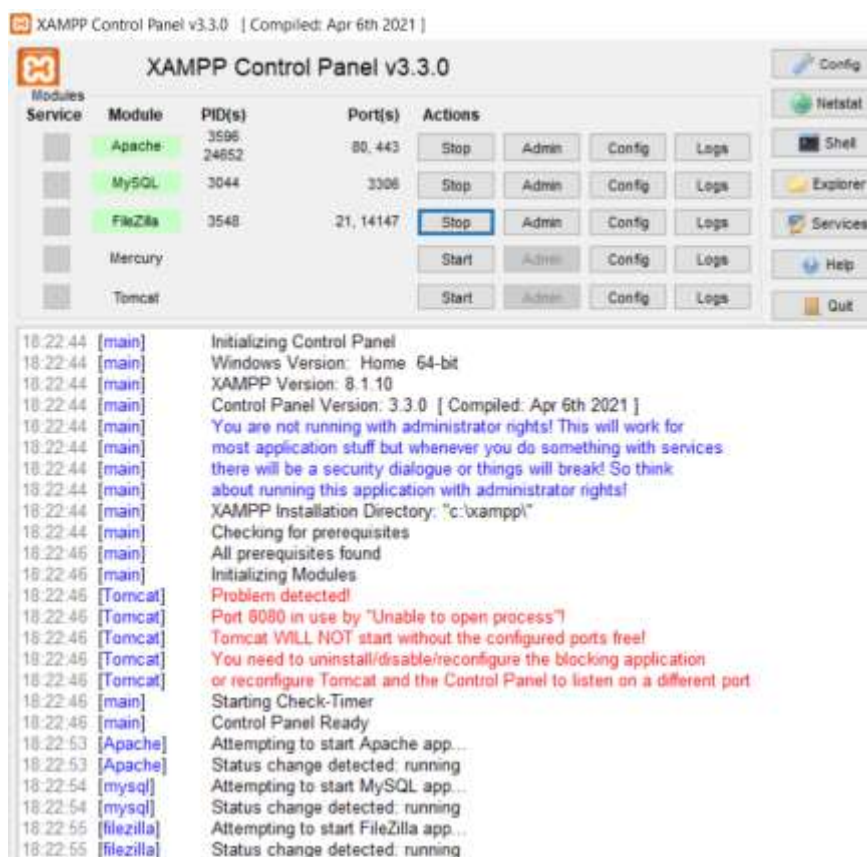 XAMPP Control Panel v3.3.0 [ Compiled: Apr 6th 2021 ]
XAMPP Control Panel v3.3.0
Config
Modules
Service Module PID(s) Port(s) Actions
Netstat
Apache 3596 24652 80, 443 Stop Admin Config Logs
Shell
MySQL 3044 3306 Stop Admin Config Logs
Explorer
FileZilla 3548 21, 14147 Stop Admin Config Logs
Services
Mercury Start Admin Config Logs
Help
Tomcat Start Admin Config Logs
Quit
18:22:44 [main] Initializing Control Panel
18:22:44 [main] Windows Version: Home 64-bit
18:22:44 [main] XAMPP Version: 8.1.10
18:22:44 [main] Control Panel Version: 3.3.0 [ Compiled: Apr 6th 2021 ]
18:22:44 [main] You are not running with administrator rights! This will work for
18:22:44 [main] most application stuff but whenever you do something with services
18:22:44 [main] there will be a security dialogue or things will break! So think
18:22:44 [main] about running this application with administrator rights!
18:22:44 [main] XAMPP Installation Directory: "c:\xampp\"
18:22:44 [main] Checking for prerequisites
18:22:46 [main] All prerequisites found
18:22:46 [main] Initializing Modules
18:22:46 [Tomcat] Problem detected!
18:22:46 [Tomcat] Port 8080 in use by "Unable to open process"!
18:22:46 [Tomcat] Tomcat WILL NOT start without the configured ports free!
18:22:46 [Tomcat] You need to uninstall/disable/reconfigure the blocking application
18:22:46 [Tomcat] or reconfigure Tomcat and the Control Panel to listen on a different port
18:22:46 [main] Starting Check-Timer
18:22:46 [main] Control Panel Ready
18:22:53 [Apache] Attempting to start Apache app...
18:22:53 [Apache] Status change detected: running
18:22:54 [mysql] Attempting to start MySQL app...
18:22:54 [mysql] Status change detected: running
18:22:55 [filezilla] Attempting to start FileZilla app...
18:22:55 [filezilla] Status change detected: running